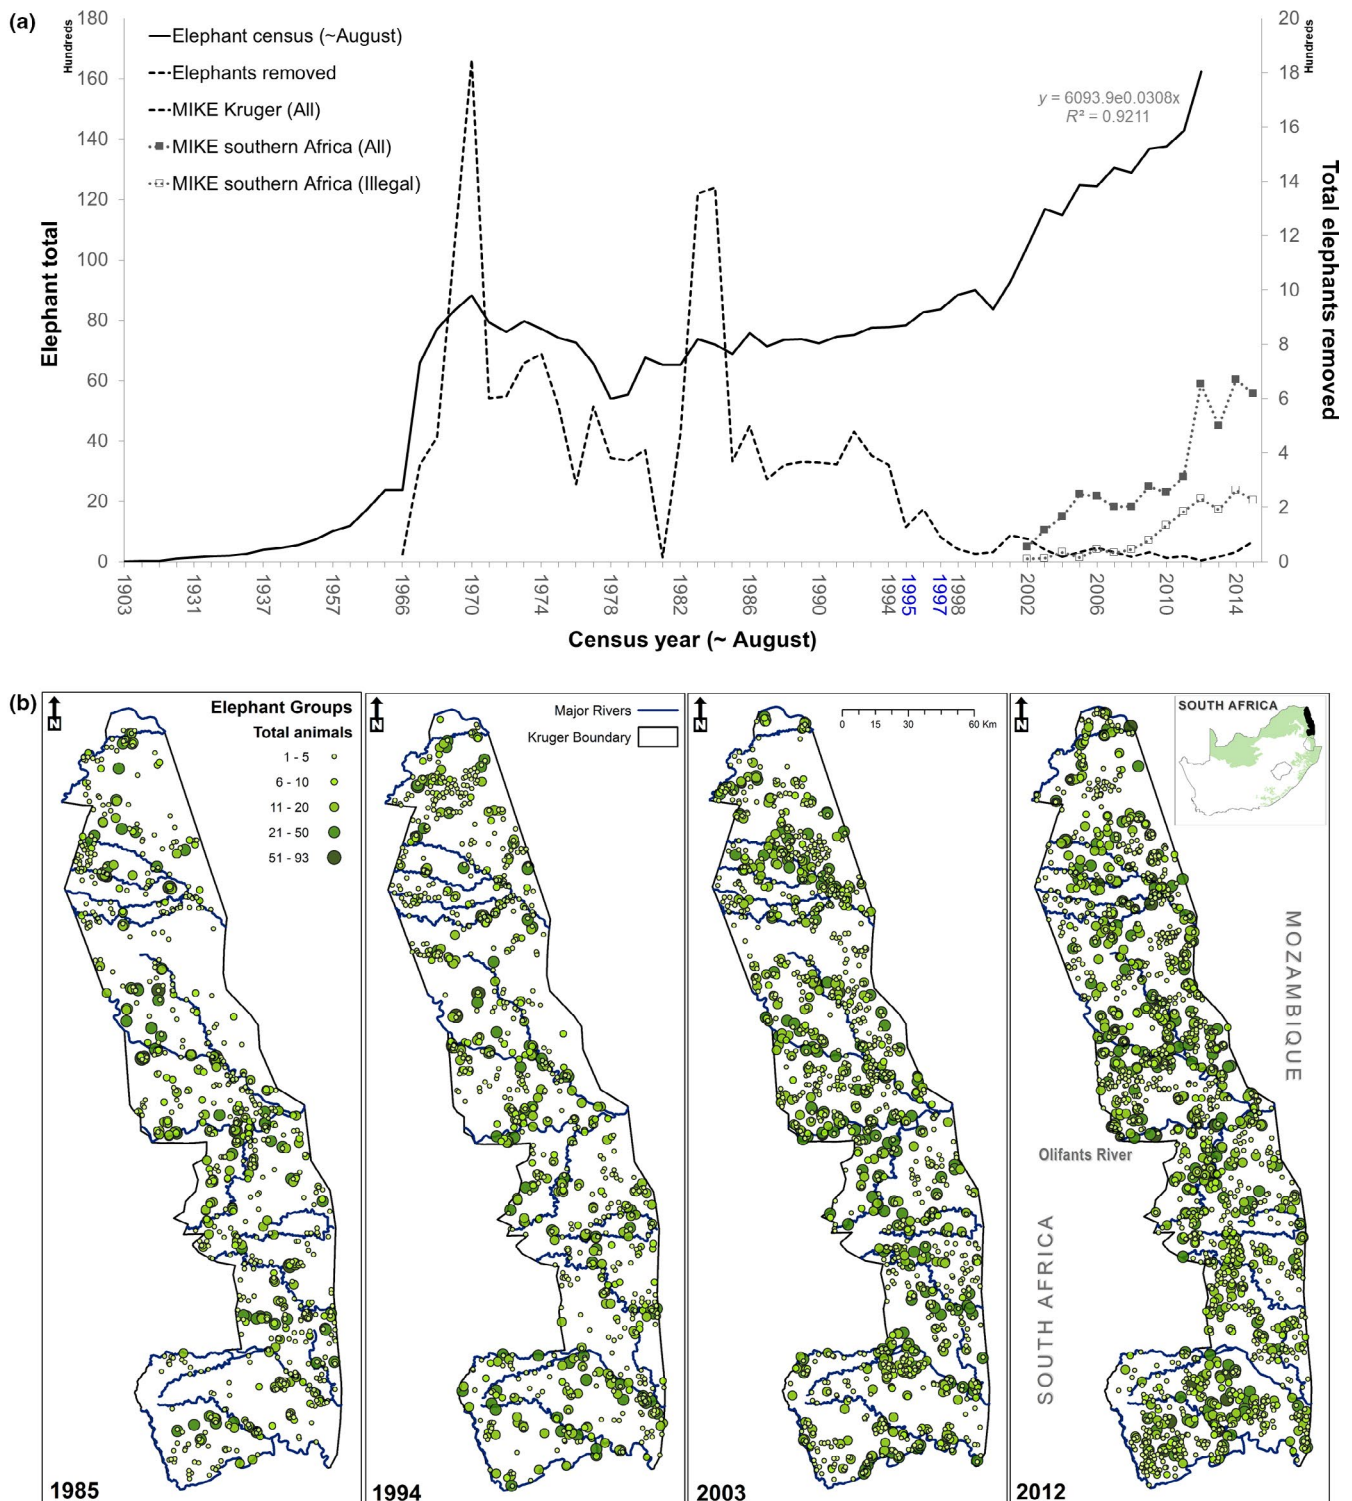 (a)
Hundreds
Hundreds
Elephant census (~August)
Elephants removed
MIKE Kruger (All)
MIKE southern Africa (All)
MIKE southern Africa (Illegal)
y = 6093.9e0.0308x
R² = 0.9211
180
160
140
120
100
80
60
40
20
0
Elephant total
20
18
16
14
12
10
8
6
4
2
0
Total elephants removed
1903
1931
1937
1957
1966
1970
1974
1978
1982
1986
1990
1994
1995
1997
1998
2002
2006
2010
2014
Census year (~ August)
(b)
N
Elephant Groups
Total animals
1 - 5
6 - 10
11 - 20
21 - 50
51 - 93
1985
N
Major Rivers
Kruger Boundary
1994
N
0 15 30 60 Km
2003
N
SOUTH AFRICA
MOZAMBIQUE
Olifants River
SOUTH AFRICA
2012